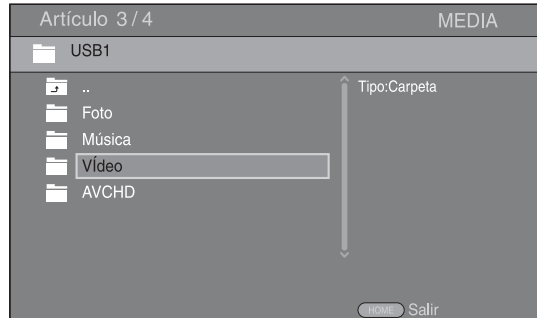 Artículo 3/4 MEDIA
USB1
..
Tipo:Carpeta
Foto
Música
VÍdeo
AVCHD
HOME Salir